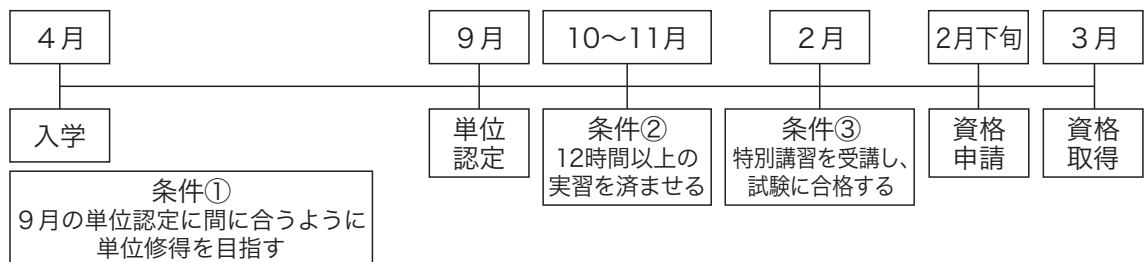 4月
9月
10〜11月
2月
2月下旬
3月
入学
単位
認定
条件②
12時間以上の
実習を済ませる
条件③
特別講習を受講し、
試験に合格する
資格
申請
資格
取得
条件①
9月の単位認定に間に合うように
単位修得を目指す